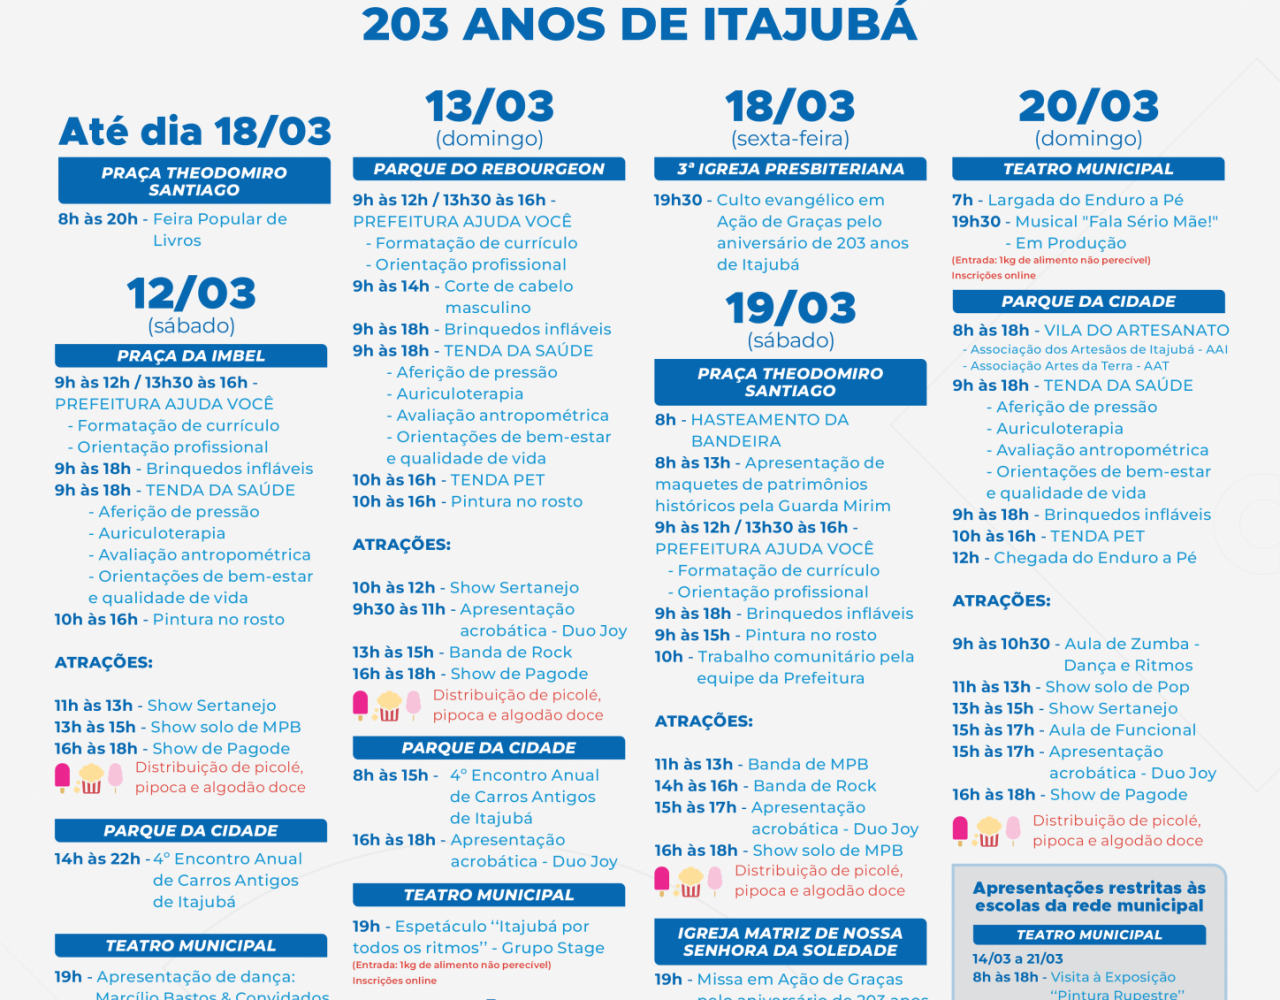 203 ANOS DE ITAJUBÁ
Até dia 18/03
PRAÇA THEODOMIRO
SANTIAGO
8h às 20h - Feira Popular de
Livros
12/03
(sábado)
PRAÇA DA IMBEL
9h às 12h / 13h30 às 16h -
PREFEITURA AJUDA VOCÊ
- Formatação de currículo
- Orientação profissional
9h às 18h - Brinquedos infláveis
9h às 18h - TENDA DA SAÚDE
- Aferição de pressão
- Auriculoterapia
- Avaliação antropométrica
- Orientações de bem-estar
e qualidade de vida
10h às 16h - Pintura no rosto
ATRAÇÕES:
11h às 13h - Show Sertanejo
13h às 15h - Show solo de MPB
16h às 18h - Show de Pagode
Distribuição de picolé,
pipoca e algodão doce
PARQUE DA CIDADE
14h às 22h - 4º Encontro Anual
de Carros Antigos
de Itajubá
TEATRO MUNICIPAL
19h - Apresentação de dança:
Marcílio Bastos & Convidados
13/03
(domingo)
PARQUE DO REBOURGEON
9h às 12h / 13h30 às 16h -
PREFEITURA AJUDA VOCÊ
- Formatação de currículo
- Orientação profissional
9h às 14h - Corte de cabelo
masculino
9h às 18h - Brinquedos infláveis
9h às 18h - TENDA DA SAÚDE
- Aferição de pressão
- Auriculoterapia
- Avaliação antropométrica
- Orientações de bem-estar
e qualidade de vida
10h às 16h - TENDA PET
10h às 16h - Pintura no rosto
ATRAÇÕES:
10h às 12h - Show Sertanejo
9h30 às 11h - Apresentação
acrobática - Duo Joy
13h às 15h - Banda de Rock
16h às 18h - Show de Pagode
Distribuição de picolé,
pipoca e algodão doce
PARQUE DA CIDADE
8h às 15h - 4º Encontro Anual
de Carros Antigos
de Itajubá
16h às 18h - Apresentação
acrobática - Duo Joy
TEATRO MUNICIPAL
19h - Espetáculo ‘‘Itajubá por
todos os ritmos’’ - Grupo Stage
(Entrada: 1kg de alimento não perecível)
Inscrições online
18/03
(sexta-feira)
3ª IGREJA PRESBITERIANA
19h30 - Culto evangélico em
Ação de Graças pelo
aniversário de 203 anos
de Itajubá
19/03
(sábado)
PRAÇA THEODOMIRO
SANTIAGO
8h - HASTEAMENTO DA
BANDEIRA
8h às 13h - Apresentação de
maquetes de patrimônios
históricos pela Guarda Mirim
9h às 12h / 13h30 às 16h -
PREFEITURA AJUDA VOCÊ
- Formatação de currículo
- Orientação profissional
9h às 18h - Brinquedos infláveis
9h às 15h - Pintura no rosto
10h - Trabalho comunitário pela
equipe da Prefeitura
ATRAÇÕES:
11h às 13h - Banda de MPB
14h às 16h - Banda de Rock
15h às 17h - Apresentação
acrobática - Duo Joy
16h às 18h - Show solo de MPB
Distribuição de picolé,
pipoca e algodão doce
IGREJA MATRIZ DE NOSSA
SENHORA DA SOLEDADE
19h - Missa em Ação de Graças
pelo aniversário de 203 anos
20/03
(domingo)
TEATRO MUNICIPAL
7h - Largada do Enduro a Pé
19h30 - Musical "Fala Sério Mãe!"
- Em Produção
(Entrada: 1kg de alimento não perecível)
Inscrições online
PARQUE DA CIDADE
8h às 18h - VILA DO ARTESANATO
- Associação dos Artesãos de Itajubá - AAI
- Associação Artes da Terra - AAT
9h às 18h - TENDA DA SAÚDE
- Aferição de pressão
- Auriculoterapia
- Avaliação antropométrica
- Orientações de bem-estar
e qualidade de vida
9h às 18h - Brinquedos infláveis
10h às 16h - TENDA PET
12h - Chegada do Enduro a Pé
ATRAÇÕES:
9h às 10h30 - Aula de Zumba -
Dança e Ritmos
11h às 13h - Show solo de Pop
13h às 15h - Show Sertanejo
15h às 17h - Aula de Funcional
15h às 17h - Apresentação
acrobática - Duo Joy
16h às 18h - Show de Pagode
Distribuição de picolé,
pipoca e algodão doce
Apresentações restritas às
escolas da rede municipal
TEATRO MUNICIPAL
14/03 a 21/03
8h às 18h - Visita à Exposição
‘‘Pintura Rupestre’’